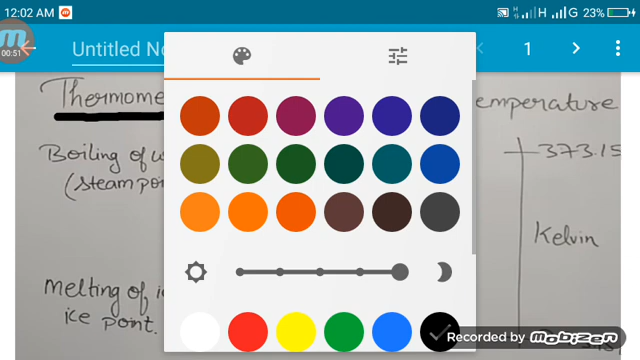 12:02 AM H G 23%
00:51
Untitled No 1
Thermome emperature
Boiling of
(steam poi 373.15
Kelvin
Melting of i
ice point.
Recorded by mobizen